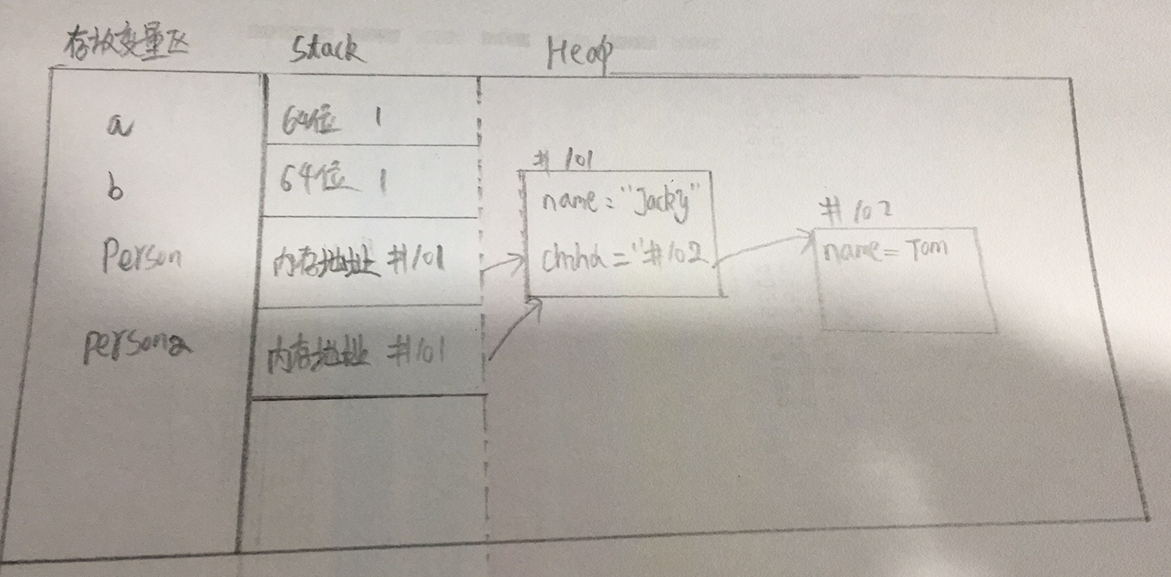 存放变量区 Stack Heap
a 64位 1
b 64位 1
#101
name="Jacky"
#102
Person 内存地址 #101
chihd="#102
name=Tom
person2 内存地址 #101